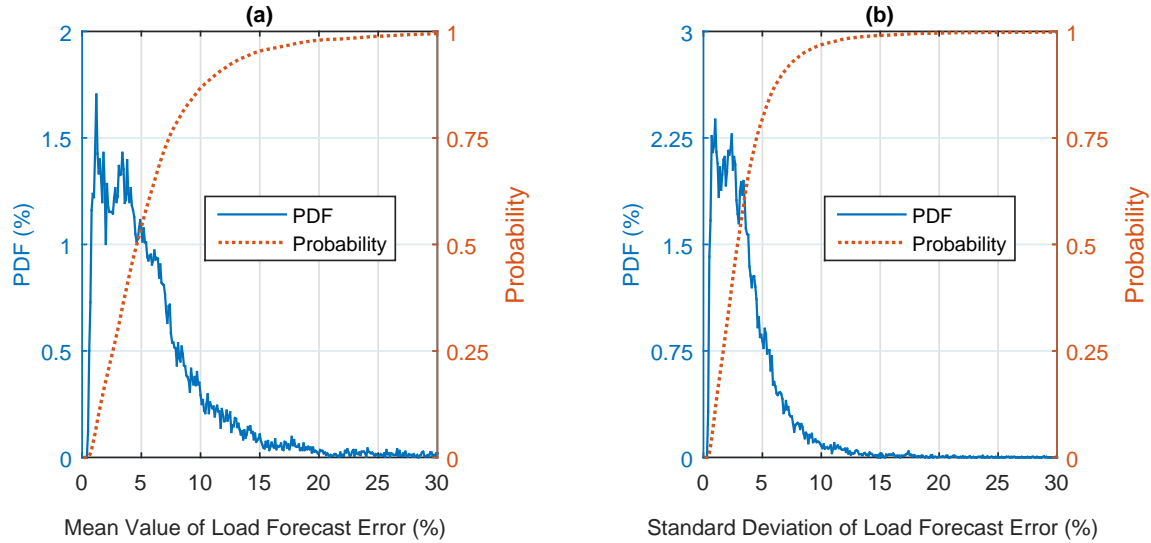 (a)
2
1.5
1
0.5
0
PDF (%)
1
0.75
0.5
0.25
0
Probability
PDF
Probability
0 5 10 15 20 25 30
Mean Value of Load Forecast Error (%)
(b)
3
2.25
1.5
0.75
0
PDF (%)
1
0.75
0.5
0.25
0
Probability
PDF
Probability
0 5 10 15 20 25 30
Standard Deviation of Load Forecast Error (%)